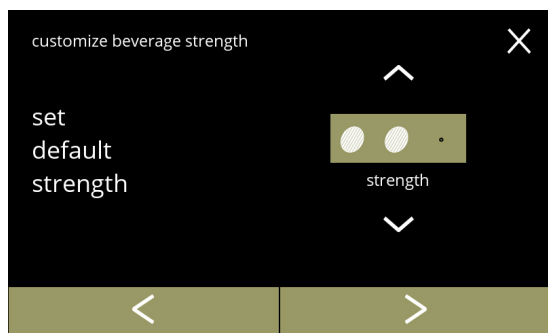 customize beverage strength
set
default
strength
strength